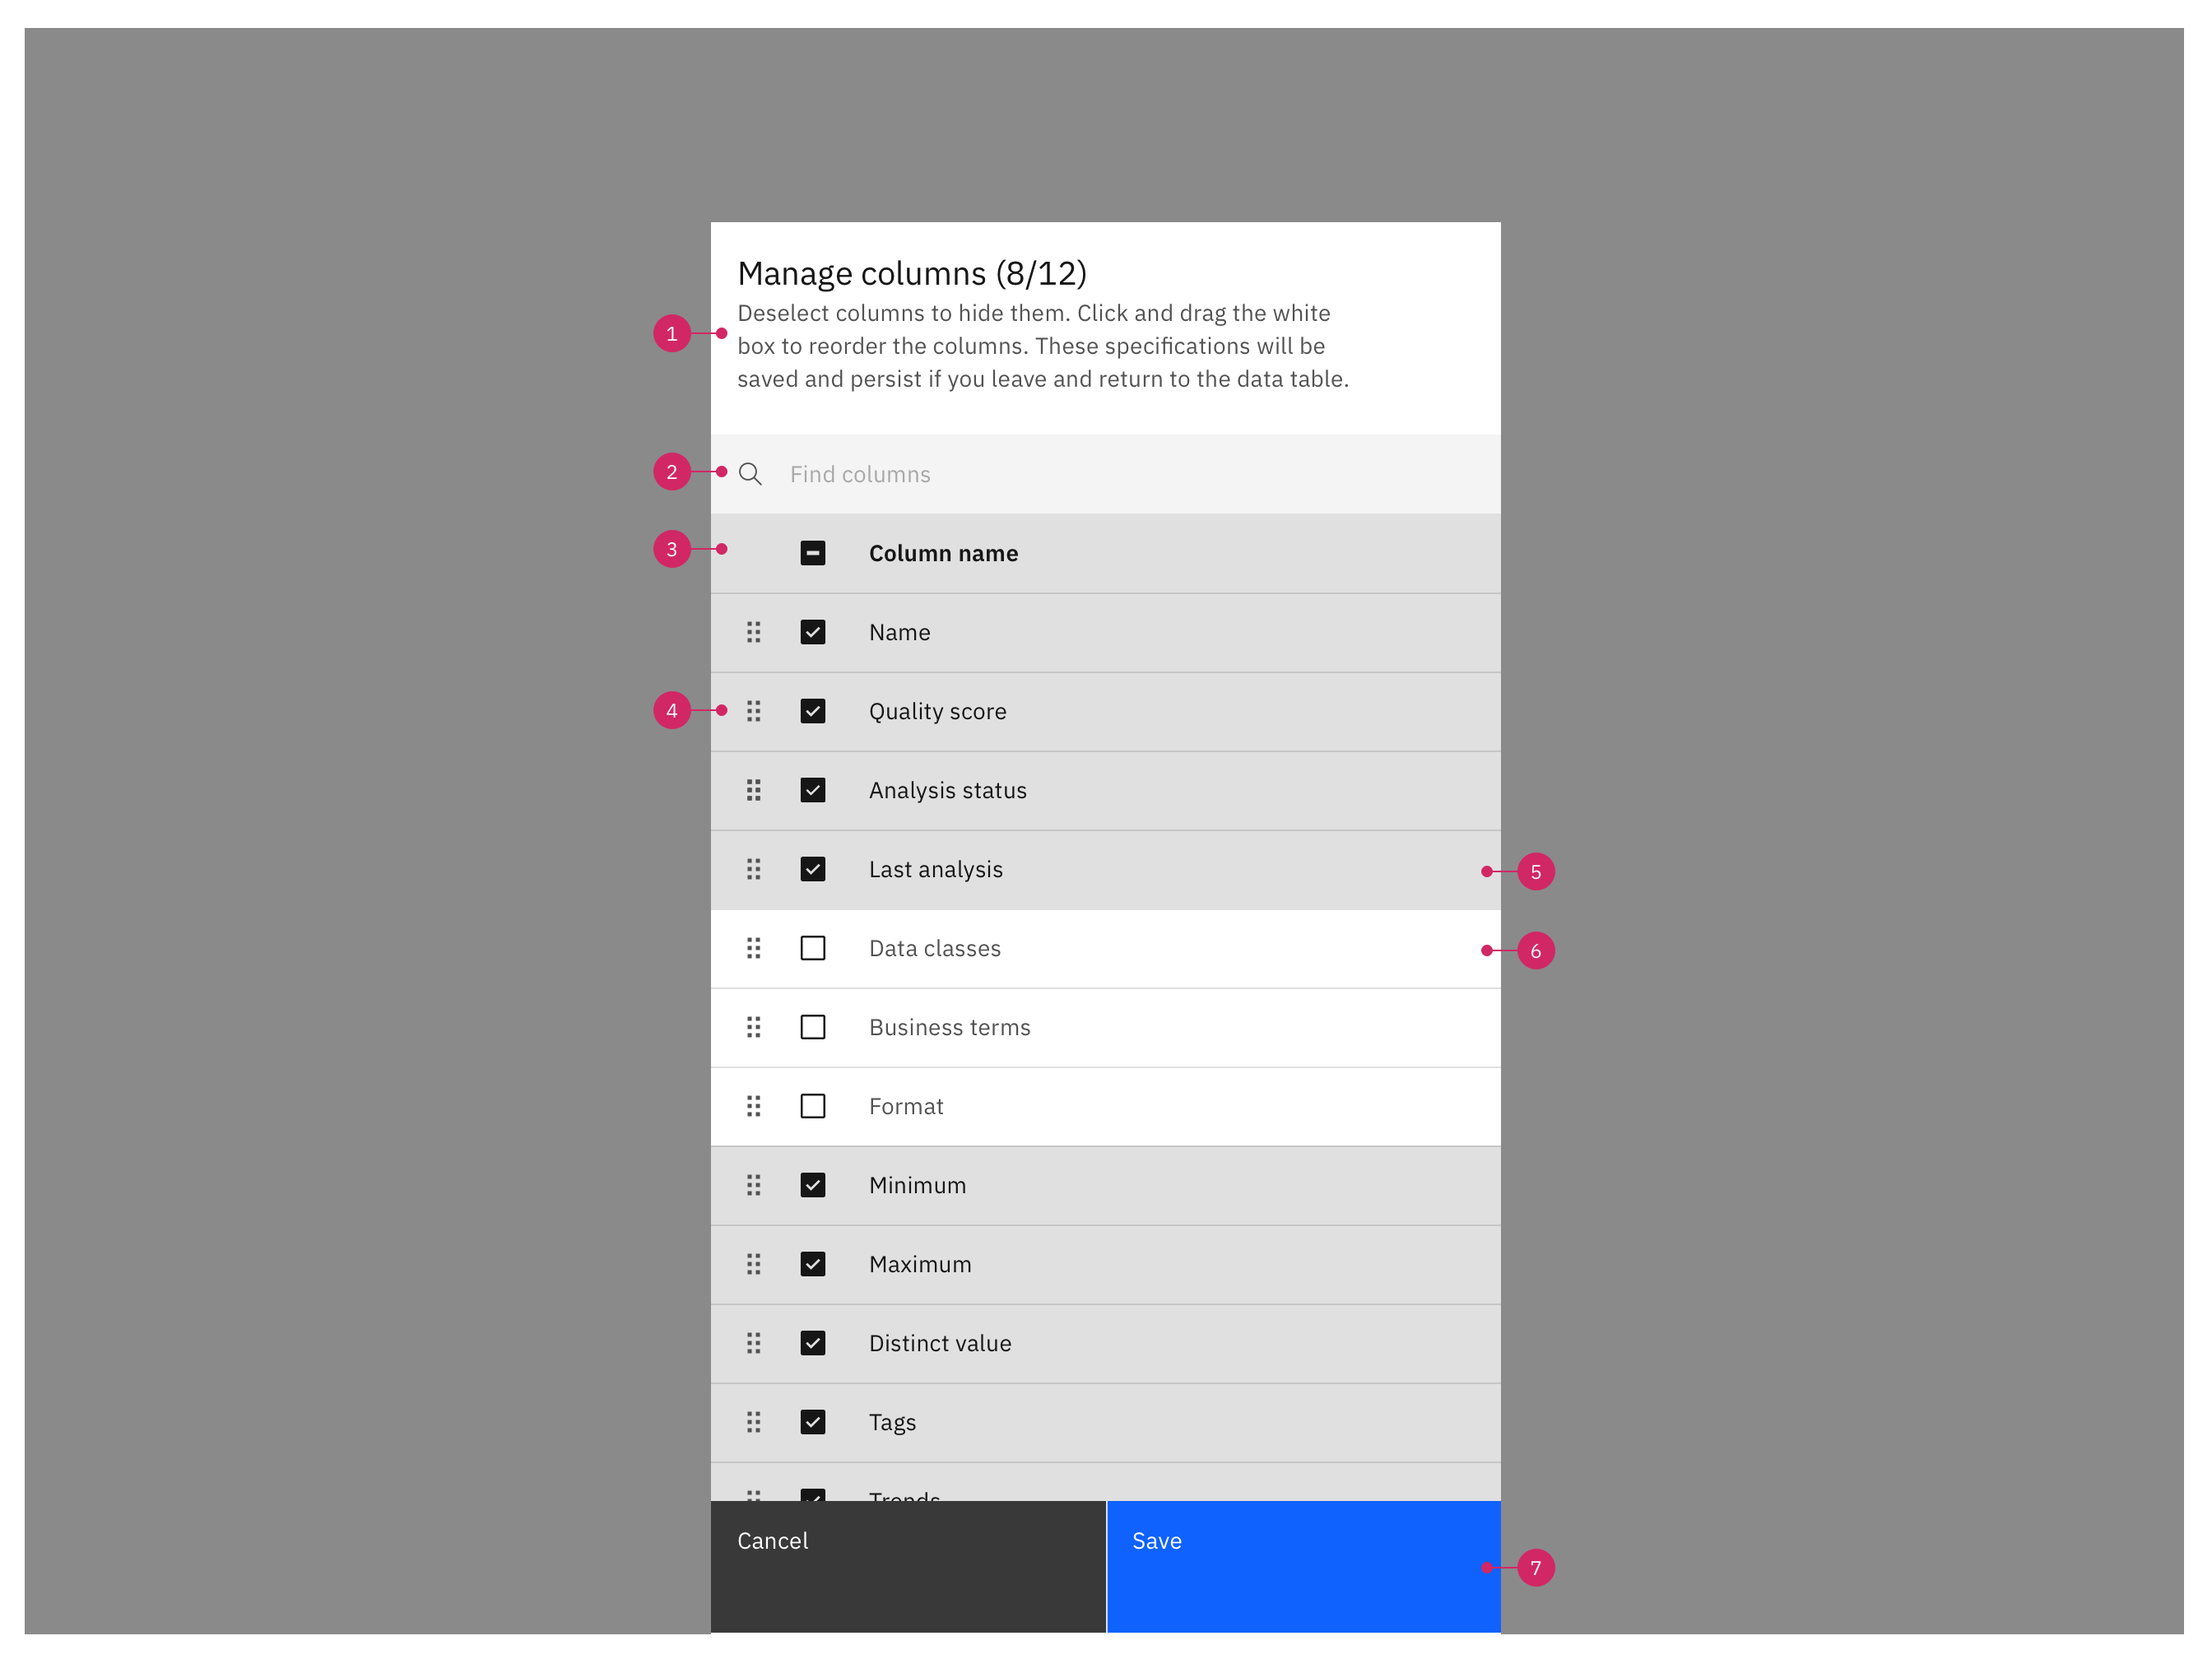 Manage columns (8/12)
Deselect columns to hide them. Click and drag the white
box to reorder the columns. These specifications will be
saved and persist if you leave and return to the data table.
1
2
Find columns
3
Column name
Name
4
Quality score
Analysis status
Last analysis
5
Data classes
6
Business terms
Format
Minimum
Maximum
Distinct value
Tags
Trends
Cancel
Save
7